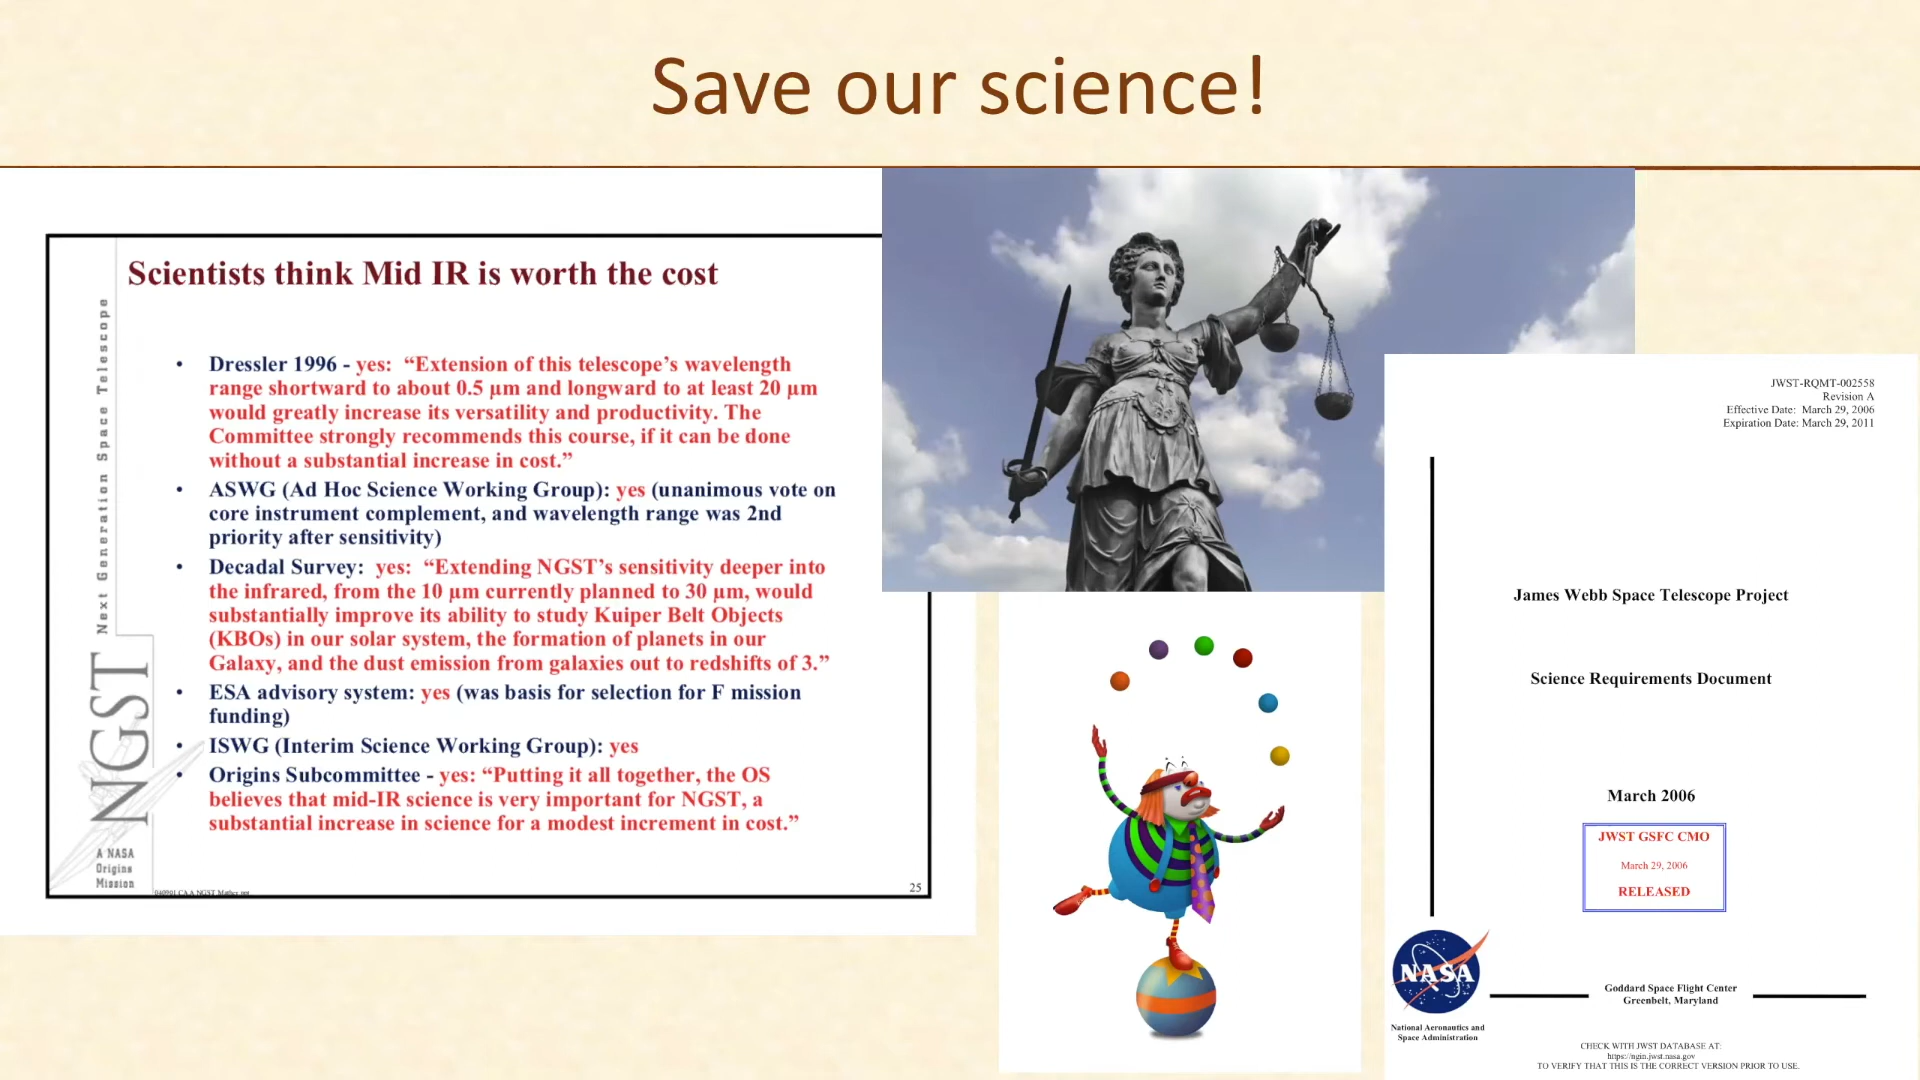 Save our science!
Scientists think Mid IR is worth the cost
• Dressler 1996 - yes: “Extension of this telescope’s wavelength
range shortward to about 0.5 µm and longward to at least 20 µm
would greatly increase its versatility and productivity. The
Committee strongly recommends this course, if it can be done
without a substantial increase in cost.”
• ASWG (Ad Hoc Science Working Group): yes (unanimous vote on
core instrument complement, and wavelength range was 2nd
priority after sensitivity)
• Decadal Survey: yes: “Extending NGST’s sensitivity deeper into
the infrared, from the 10 µm currently planned to 30 µm, would
substantially improve its ability to study Kuiper Belt Objects
(KBOs) in our solar system, the formation of planets in our
Galaxy, and the dust emission from galaxies out to redshifts of 3.”
• ESA advisory system: yes (was basis for selection for F mission
funding)
• ISWG (Interim Science Working Group): yes
• Origins Subcommittee - yes: “Putting it all together, the OS
believes that mid-IR science is very important for NGST, a
substantial increase in science for a modest increment in cost.”
Next Generation Space Telescope
NGST
A NASA
Origins
Mission
040901 CAA NGST Mather.ppt
25
JWST-RQMT-002558
Revision A
Effective Date: March 29, 2006
Expiration Date: March 29, 2011
James Webb Space Telescope Project
Science Requirements Document
March 2006
JWST GSFC CMO
March 29, 2006
RELEASED
NASA
National Aeronautics and
Space Administration
Goddard Space Flight Center
Greenbelt, Maryland
CHECK WITH JWST DATABASE AT:
https://ngin.jwst.nasa.gov
TO VERIFY THAT THIS IS THE CORRECT VERSION PRIOR TO USE.